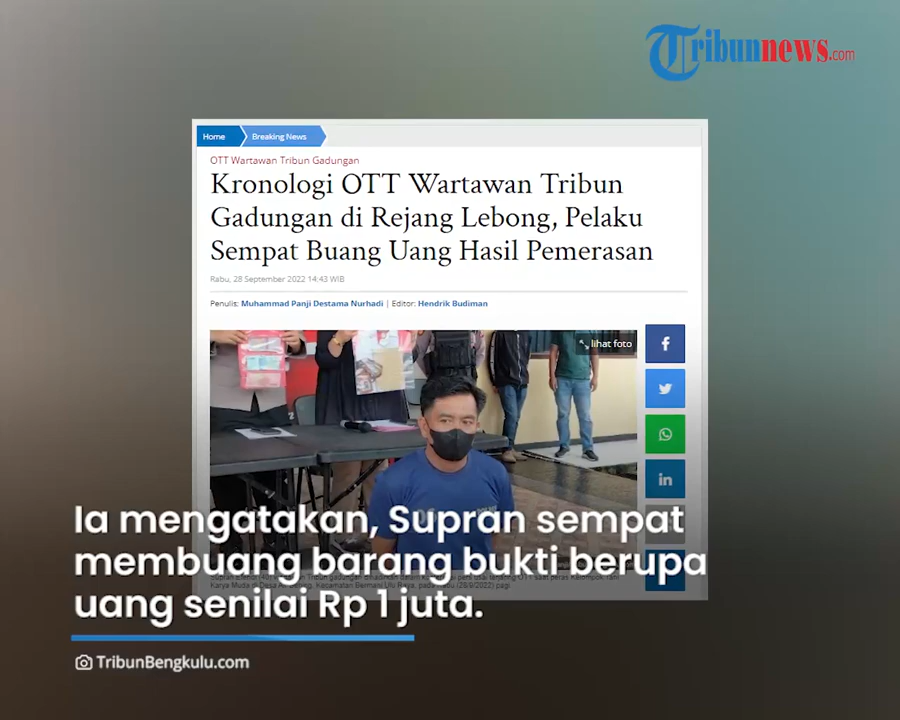 Tribunnews.com
Home Breaking News
OTT Wartawan Tribun Gadungan
Kronologi OTT Wartawan Tribun
Gadungan di Rejang Lebong, Pelaku
Sempat Buang Uang Hasil Pemerasan
Rabu, 28 September 2022 14:43 WIB
Penulis: Muhammad Panji Destama Nurhadi | Editor: Hendrik Budiman
lihat foto
Ia mengatakan, Supran sempat
membuang barang bukti berupa
uang senilai Rp 1 juta.
TribunBengkulu.com